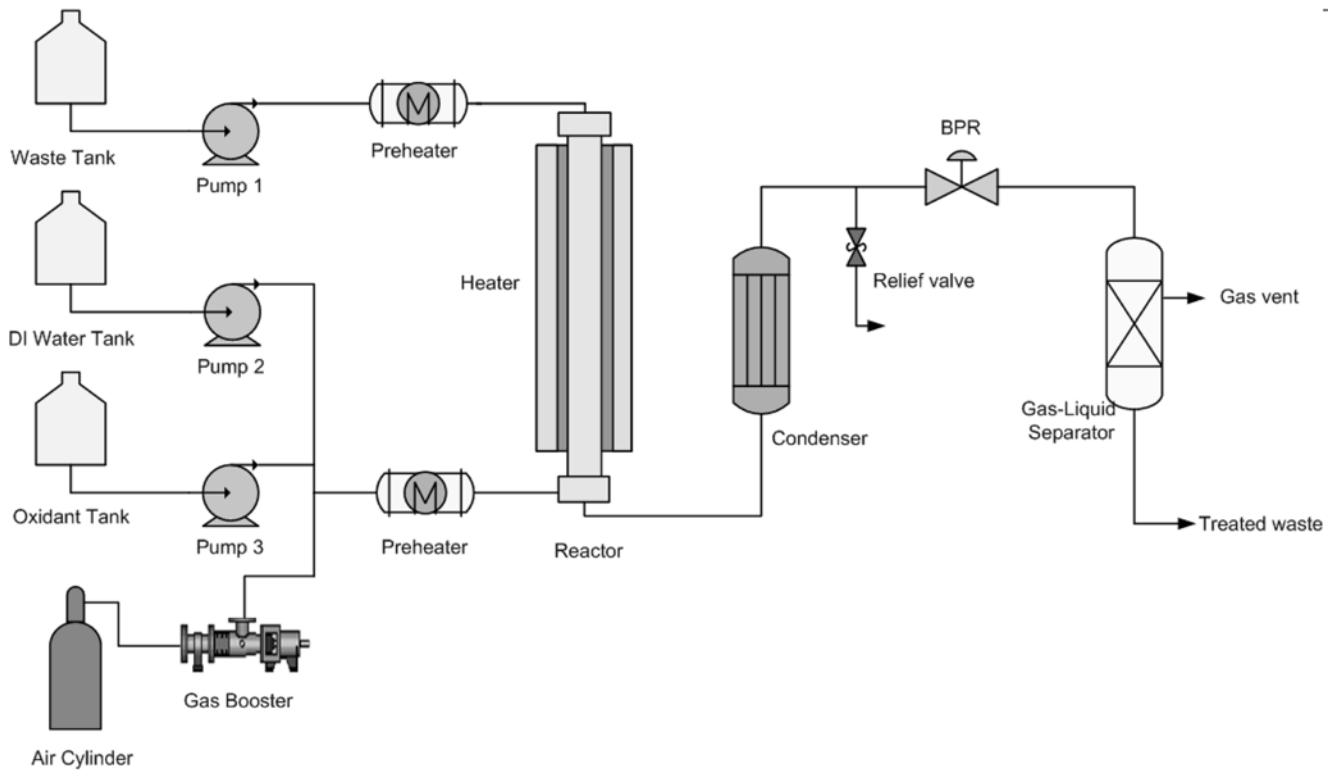 Waste Tank
Pump 1
Preheater
DI Water Tank
Pump 2
Oxidant Tank
Pump 3
Air Cylinder
Gas Booster
Preheater
Heater
Reactor
Condenser
Relief valve
BPR
Gas-Liquid
Separator
Gas vent
Treated waste